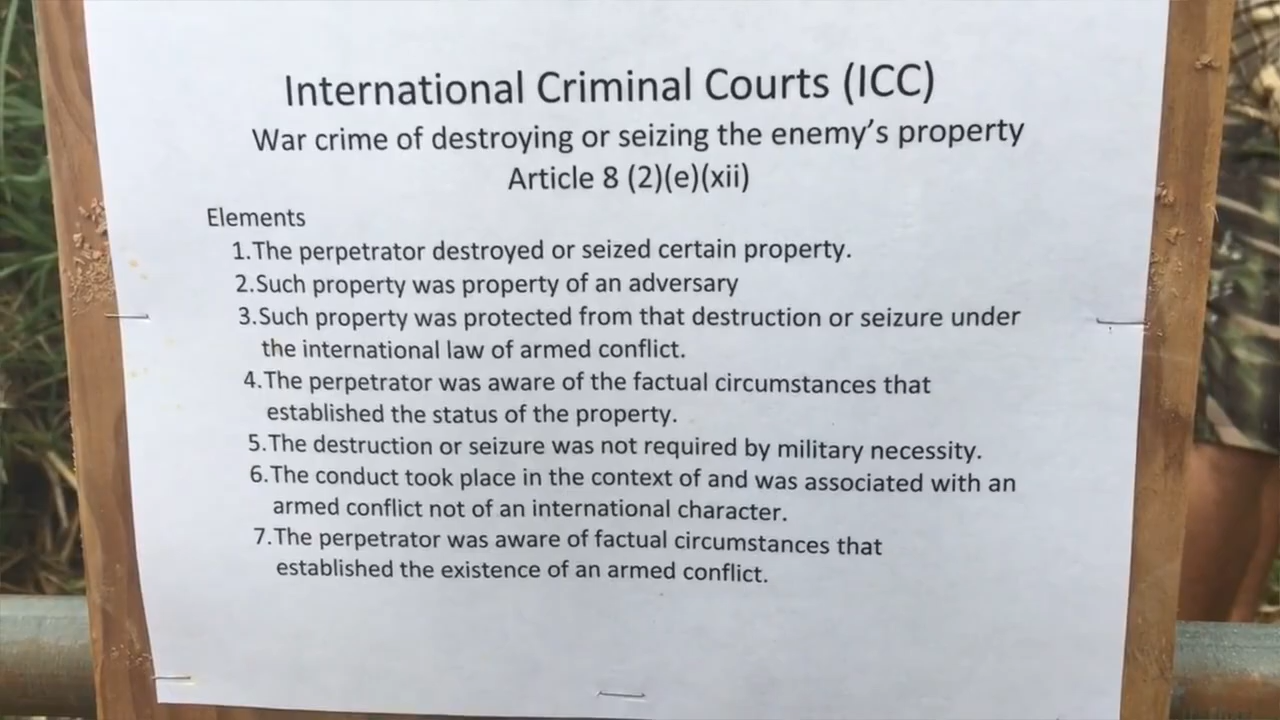 International Criminal Courts (ICC)
War crime of destroying or seizing the enemy's property
Article 8 (2)(e)(xii)
Elements
1.The perpetrator destroyed or seized certain property.
2.Such property was property of an adversary
3.Such property was protected from that destruction or seizure under
the international law of armed conflict.
4.The perpetrator was aware of the factual circumstances that
established the status of the property.
5.The destruction or seizure was not required by military necessity.
6.The conduct took place in the context of and was associated with an
armed conflict not of an international character.
7.The perpetrator was aware of factual circumstances that
established the existence of an armed conflict.